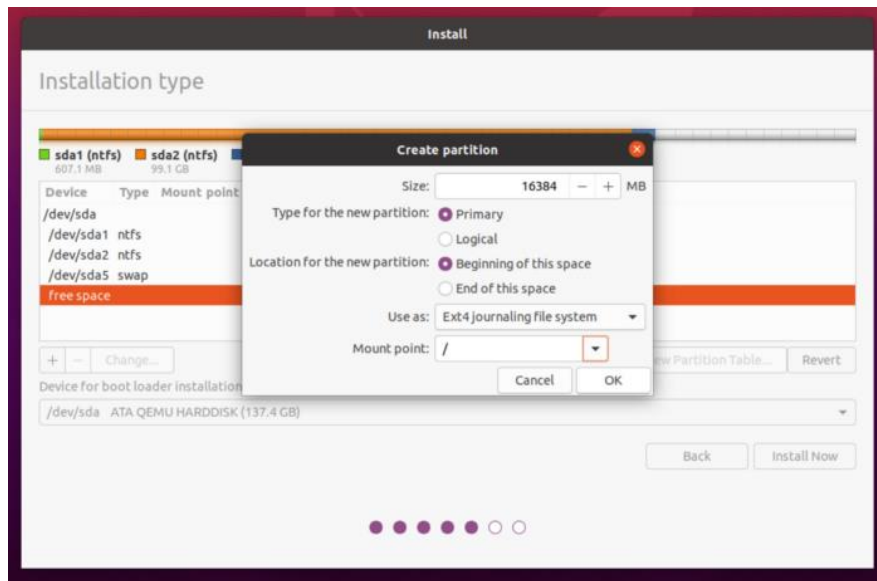 Install
Installation type
sda1 (ntfs) sda2 (ntfs)
607.1 MB 99.1 GB
Device Type Mount point
/dev/sda
/dev/sda1 ntfs
/dev/sda2 ntfs
/dev/sda5 swap
free space
+ − Change...
Partition Table... Revert
Device for boot loader installation
/dev/sda ATA QEMU HARDDISK (137.4 GB)
Back Install Now
Create partition
Size: 16384 − + MB
Type for the new partition: Primary
Logical
Location for the new partition: Beginning of this space
End of this space
Use as: Ext4 journaling file system
Mount point: /
Cancel OK